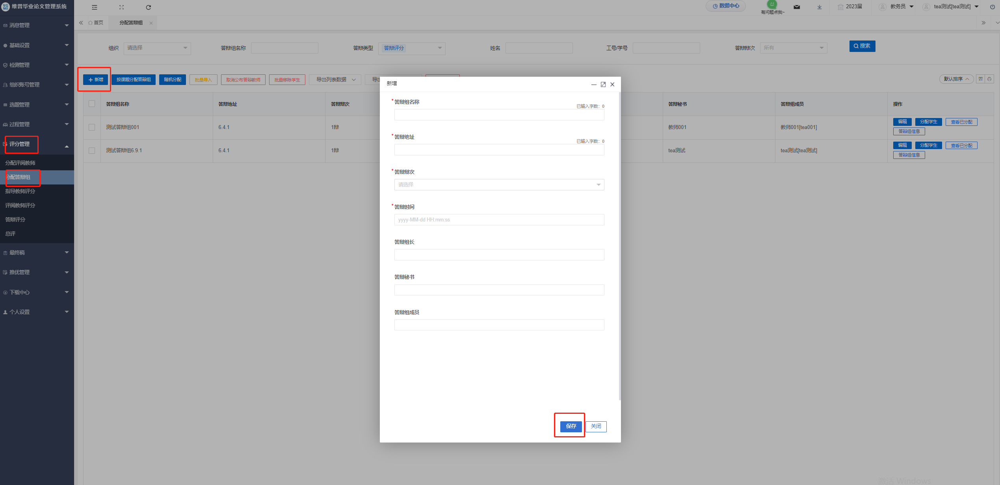 维普毕业论文管理系统
数据中心
有问题点我~
2023届
教务员
tea测试[tea测试]
首页
分配答辩组
消息管理
基础设置
检测管理
组织账号管理
选题管理
过程管理
评分管理
分配评阅教师
分配答辩组
指导教师评分
评阅教师评分
答辩评分
总评
最终稿
推优管理
下载中心
个人设置
组织 请选择
答辩组名称
答辩类型 答辩评分
姓名
工号/学号
答辩辩次 所有
搜索
新增
按课题分配答辩组
随机分配
批量导入
取消公布答辩教师
批量移除学生
导出列表数据
导出
默认排序
答辩组名称 答辩地址 答辩辩次 答辩秘书 答辩组成员 操作
测试答辩组001 6.4.1 1辩 教师001 教师001[tea001] 编辑 分配学生 查看已分配
答辩组信息
测试答辩组6.9.1 6.4.1 1辩 tea测试 tea测试[tea测试] 编辑 分配学生 查看已分配
答辩组信息
新增
*答辩组名称
已输入字数：0
*答辩地址
已输入字数：0
*答辩辩次
请选择
*答辩时间
yyyy-MM-dd HH:mm:ss
答辩组长
答辩秘书
答辩组成员
保存 关闭
激活 Windows